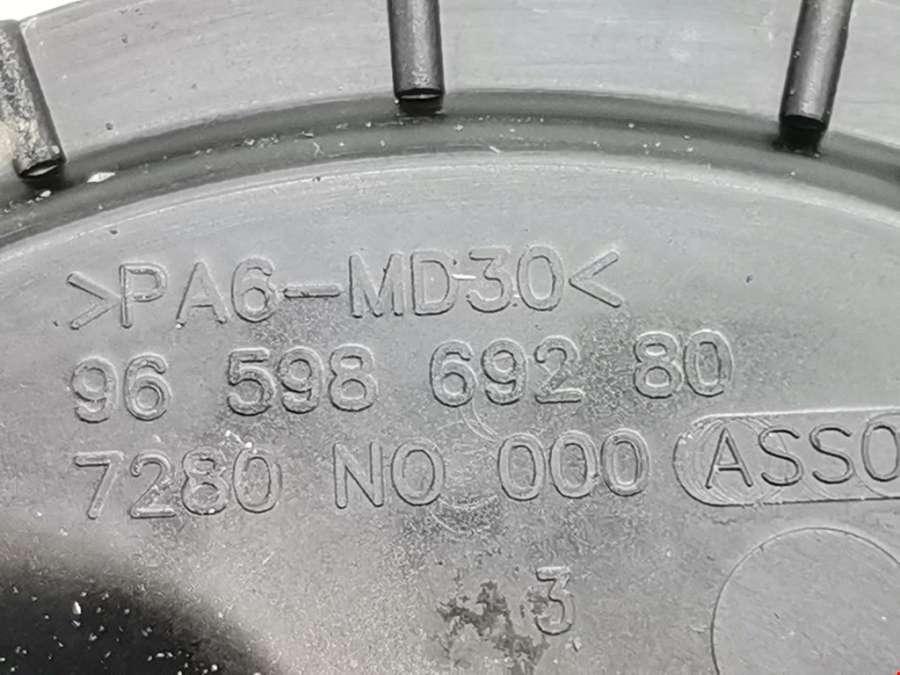 >PA6-MD30<
96 598 692 80
7280 NO 000
ASSO
3